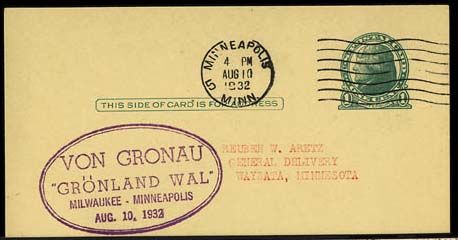 MINNEAPOLIS
4 PM
AUG 10
1932
MINN.
THIS SIDE OF CARD IS FOR ADDRESS
VON GRONAU
"GRÖNLAND WAL"
MILWAUKEE - MINNEAPOLIS
AUG. 10, 1932
REUBEN W. ARETZ
GENERAL DELIVERY
WAYZATA, MINNESOTA